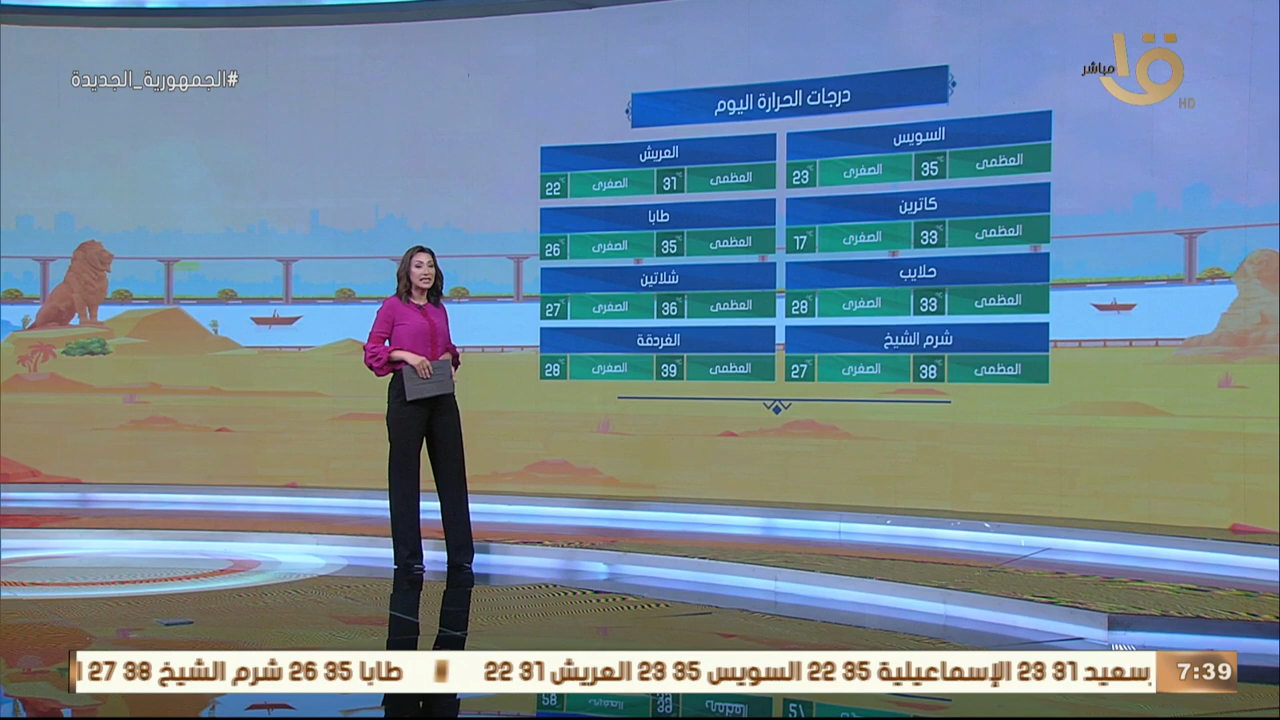 #الجمهورية_الجديدة
مباشر
HD
درجات الحرارة اليوم
السويس
العظمى 35 °C الصغرى 23 °C
العريش
العظمى 31 °C الصغرى 22 °C
كاترين
العظمى 33 °C الصغرى 17 °C
طابا
العظمى 35 °C الصغرى 26 °C
حلايب
العظمى 33 °C الصغرى 28 °C
شلاتين
العظمى 36 °C الصغرى 27 °C
شرم الشيخ
العظمى 38 °C الصغرى 27 °C
الغردقة
العظمى 39 °C الصغرى 28 °C
7:39
سعيد 31 23 الإسماعيلية 35 22 السويس 35 23 العريش 31 22 طابا 35 26 شرم الشيخ 38 27